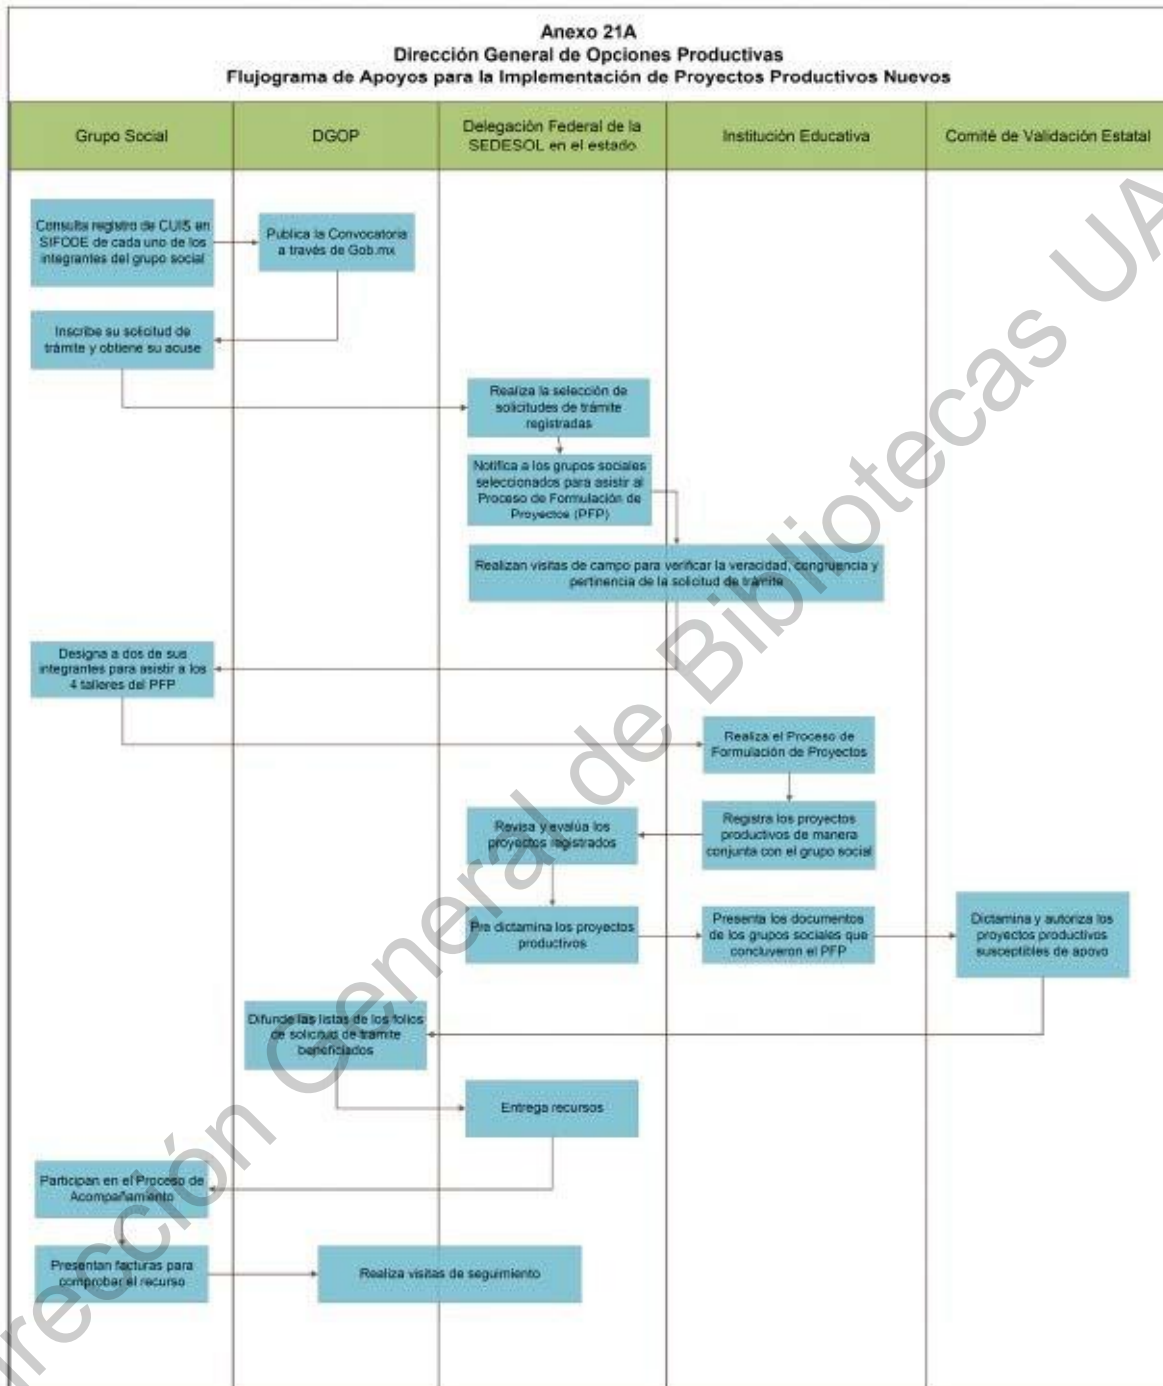 Anexo 21A
Dirección General de Opciones Productivas
Flujograma de Apoyos para la Implementación de Proyectos Productivos Nuevos
Grupo Social
DGOP
Delegación Federal de la
SEDESOL en el estado
Institución Educativa
Comité de Validación Estatal
Consulta registro de CUIS en
SIFODE de cada uno de los
integrantes del grupo social
Publica la Convocatoria
a través de Gob.mx
Inscribe su solicitud de
trámite y obtiene su acuse
Realiza la selección de
solicitudes de trámite
registradas
Notifica a los grupos sociales
seleccionados para asistir al
Proceso de Formulación de
Proyectos (PFP)
Realizan visitas de campo para verificar la veracidad, congruencia y
pertinencia de la solicitud de trámite
Designa a dos de sus
integrantes para asistir a los
4 talleres del PFP
Realiza el Proceso de
Formulación de Proyectos
Registra los proyectos
productivos de manera
conjunta con el grupo social
Revisa y evalúa los
proyectos registrados
Pre dictamina los proyectos
productivos
Presenta los documentos
de los grupos sociales que
concluyeron el PFP
Dictamina y autoriza los
proyectos productivos
susceptibles de apoyo
Difunde las listas de los folios
de solicitud de trámite
beneficiados
Entrega recursos
Participan en el Proceso de
Acompañamiento
Presentan facturas para
comprobar el recurso
Realiza visitas de seguimiento
Dirección General de Bibliotecas UA